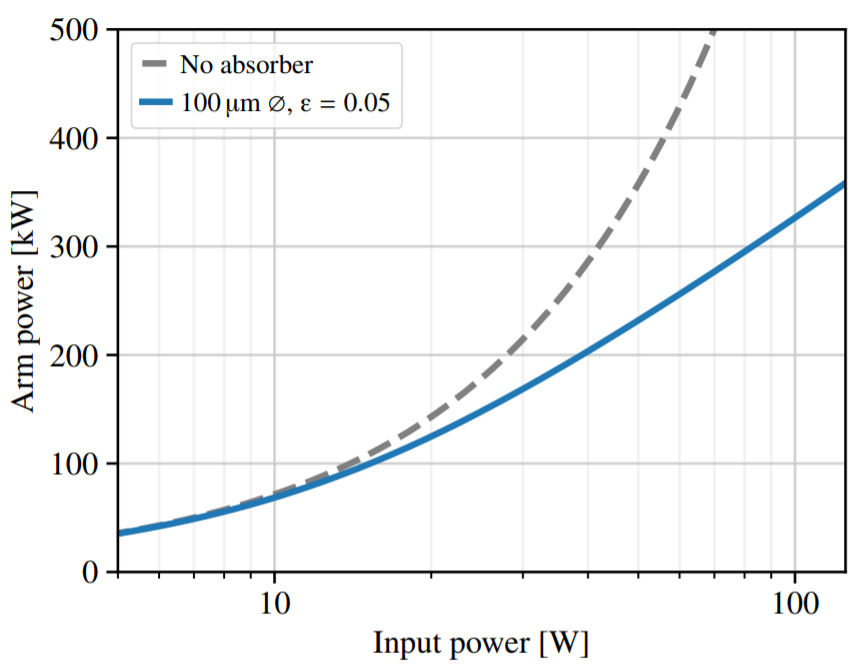 500
400
300
200
100
0
Arm power [kW]
No absorber
100 μm ∅, ε = 0.05
10
100
Input power [W]